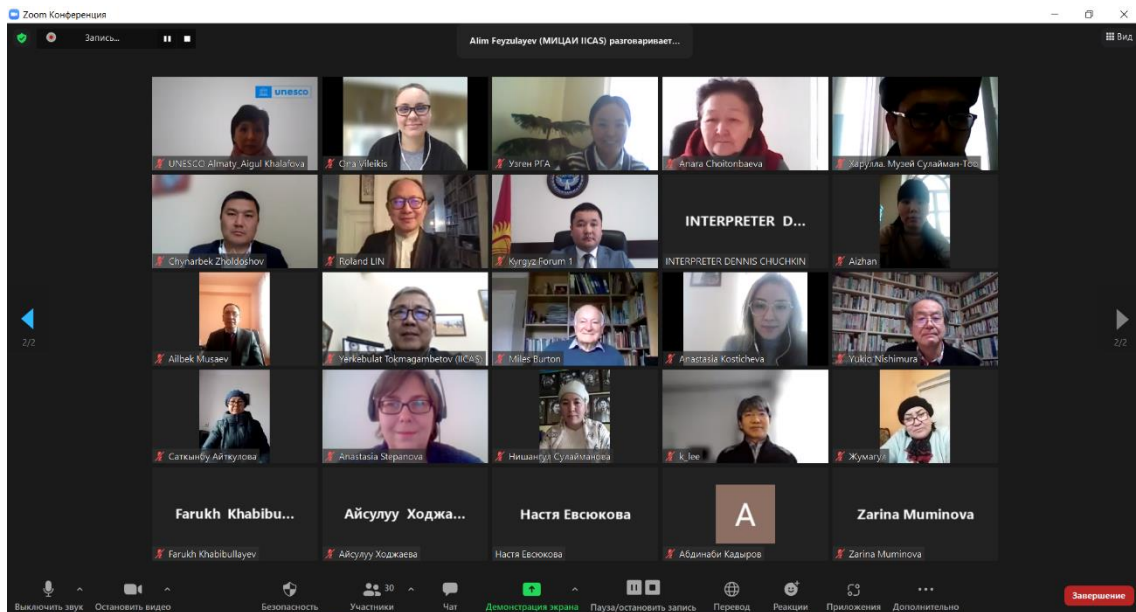 Zoom Конференция
Запись...
Alim Feyzulayev (МИЦАИ IICAS) разговаривает...
Вид
unesco
UNESCO Almaty_Aigul Khalafova
Ona Vileikis
Узген РГА
Anara Choitonbaeva
Хайрулла. Музей Сулайман-Тоо
Chynarbek Zholdoshov
Roland LIN
Kyrgyz Forum 1
INTERPRETER D...
INTERPRETER DENNIS CHUCHKIN
Aizhan
Ailbek Musaev
Yerkebulat Tokmagambetov (IICAS)
Miles Burton
Anastasia Kosticheva
Yukio Nishimura
2/2
2/2
Саткынбу Айткулова
Anastasia Stepanova
Нишангул Сулайманова
k_lee
Жумагул
Farukh Khabibu...
Айсулуу Ходжа...
Настя Евсюкова
A
Zarina Muminova
Farukh Khabibullayev
Айсулуу Ходжаева
Настя Евсюкова
Абдинаби Кадыров
Zarina Muminova
Выключить звук
Остановить видео
Безопасность
Участники
30
Чат
Демонстрация экрана
Пауза/остановить запись
Перевод
Реакции
Приложения
Дополнительно
Завершение